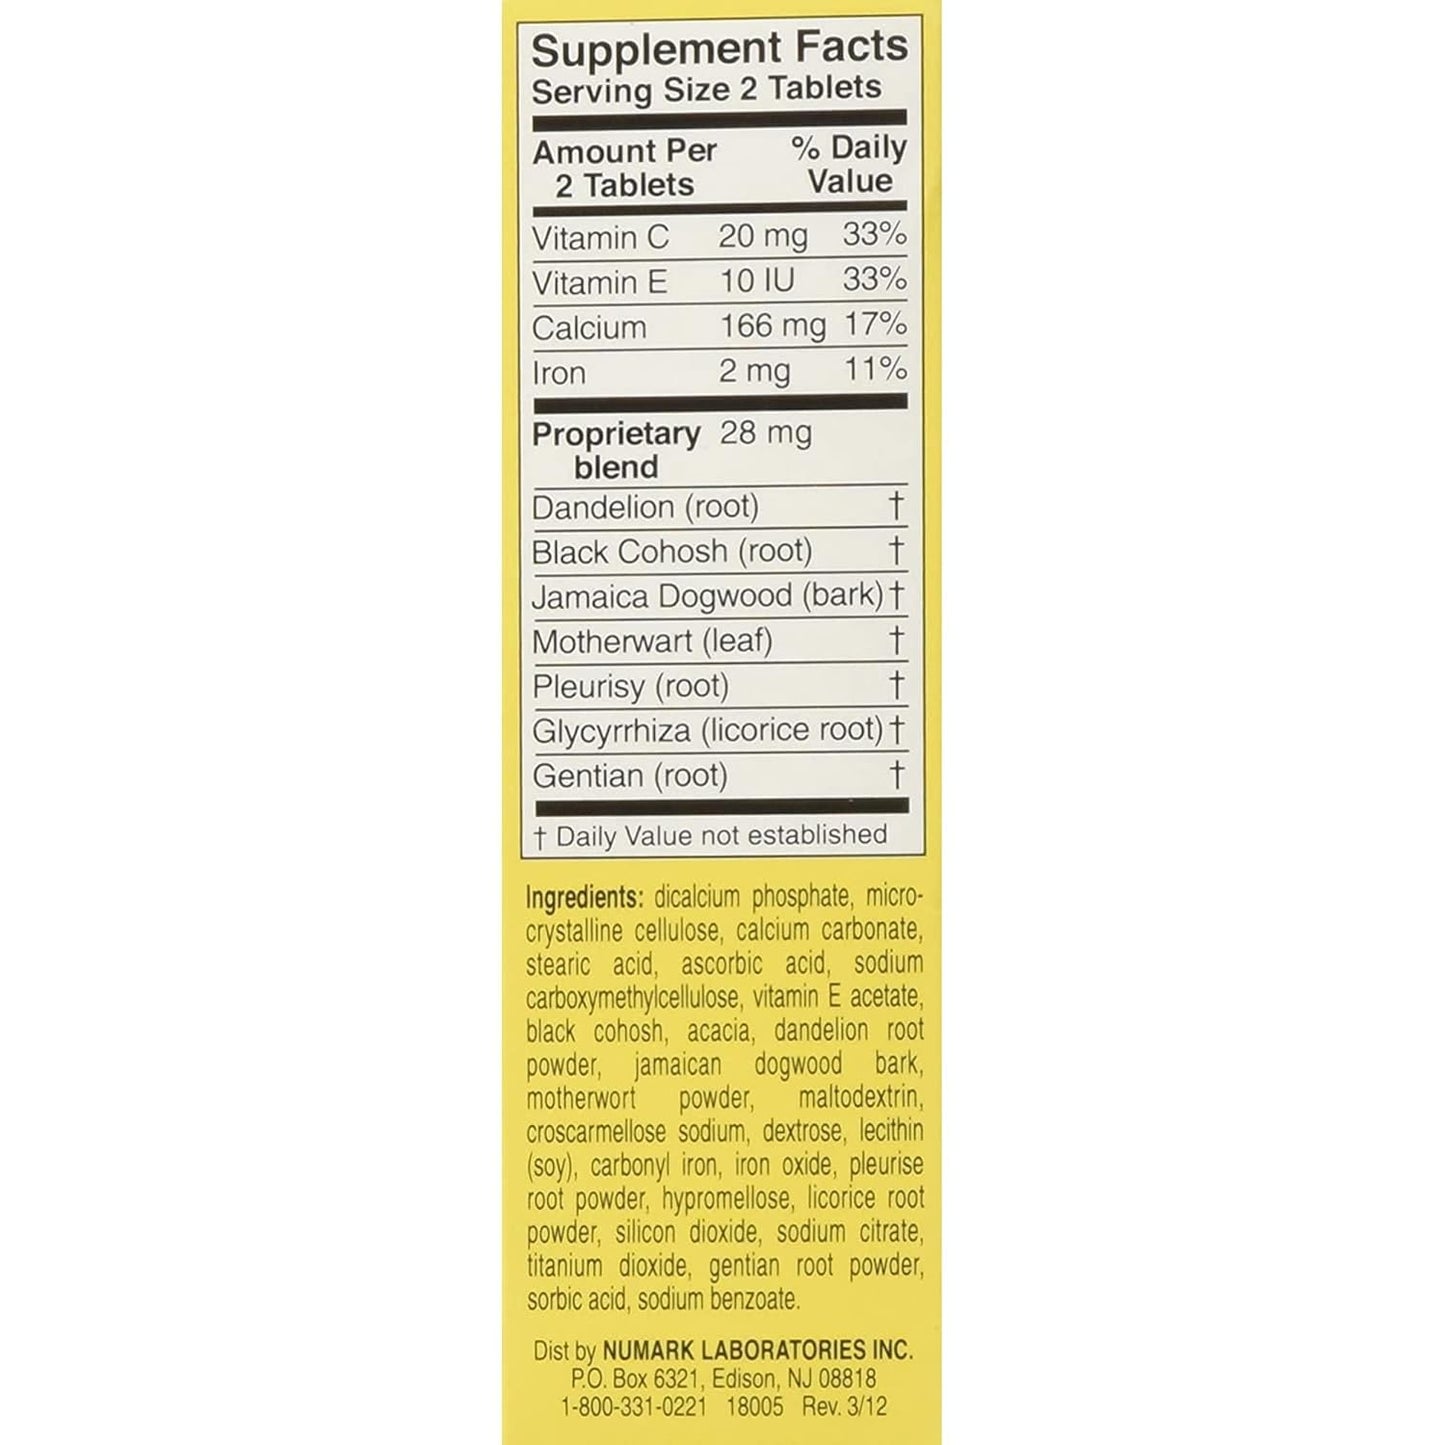 Supplement Facts
Serving Size 2 Tablets
Amount Per % Daily
2 Tablets Value
Vitamin C 20 mg 33%
Vitamin E 10 IU 33%
Calcium 166 mg 17%
Iron 2 mg 11%
Proprietary 28 mg
blend
Dandelion (root) †
Black Cohosh (root) †
Jamaica Dogwood (bark) †
Motherwart (leaf) †
Pleurisy (root) †
Glycyrrhiza (licorice root) †
Gentian (root) †
† Daily Value not established
Ingredients: dicalcium phosphate, micro-
crystalline cellulose, calcium carbonate,
stearic acid, ascorbic acid, sodium
carboxymethylcellulose, vitamin E acetate,
black cohosh, acacia, dandelion root
powder, jamaican dogwood bark,
motherwort powder, maltodextrin,
croscarmellose sodium, dextrose, lecithin
(soy), carbonyl iron, iron oxide, pleurise
root powder, hypromellose, licorice root
powder, silicon dioxide, sodium citrate,
titanium dioxide, gentian root powder,
sorbic acid, sodium benzoate.
Dist by NUMARK LABORATORIES INC.
P.O. Box 6321, Edison, NJ 08818
1-800-331-0221 18005 Rev. 3/12